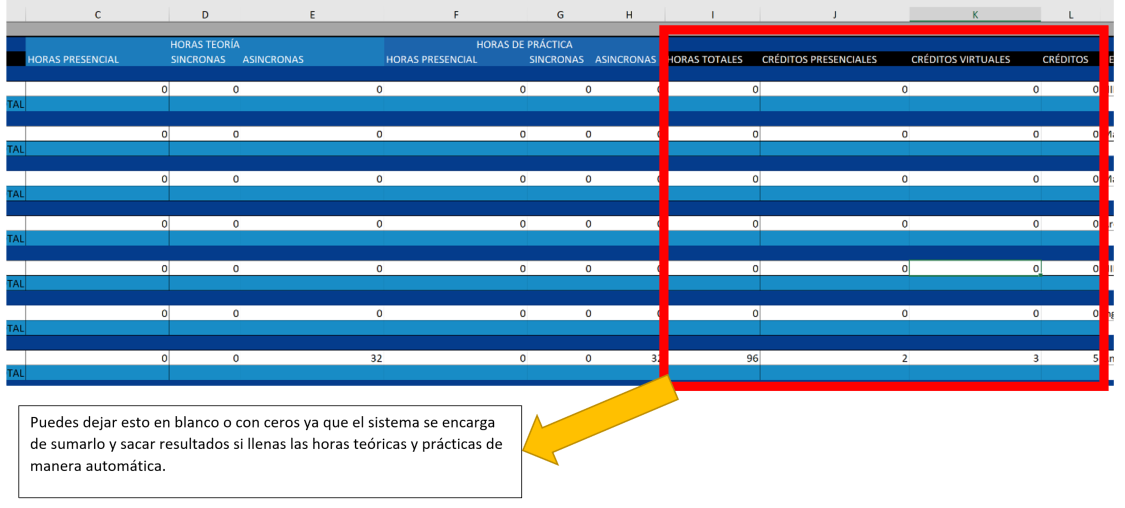 C D E F G H I J K L
HORAS TEORÍA HORAS DE PRÁCTICA
HORAS PRESENCIAL SINCRONAS ASINCRONAS HORAS PRESENCIAL SINCRONAS ASINCRONAS HORAS TOTALES CRÉDITOS PRESENCIALES CRÉDITOS VIRTUALES CRÉDITOS
0 0 0 0 0 0 0 0 0
TAL
0 0 0 0 0 0 0 0 0
TAL
0 0 0 0 0 0 0 0 0
TAL
0 0 0 0 0 0 0 0 0
TAL
0 0 0 0 0 0 0 0 0
TAL
0 0 0 0 0 0 0 0 0
TAL
0 0 32 0 0 32 96 2 3 5
TAL
Puedes dejar esto en blanco o con ceros ya que el sistema se encarga
de sumarlo y sacar resultados si llenas las horas teóricas y prácticas de
manera automática.